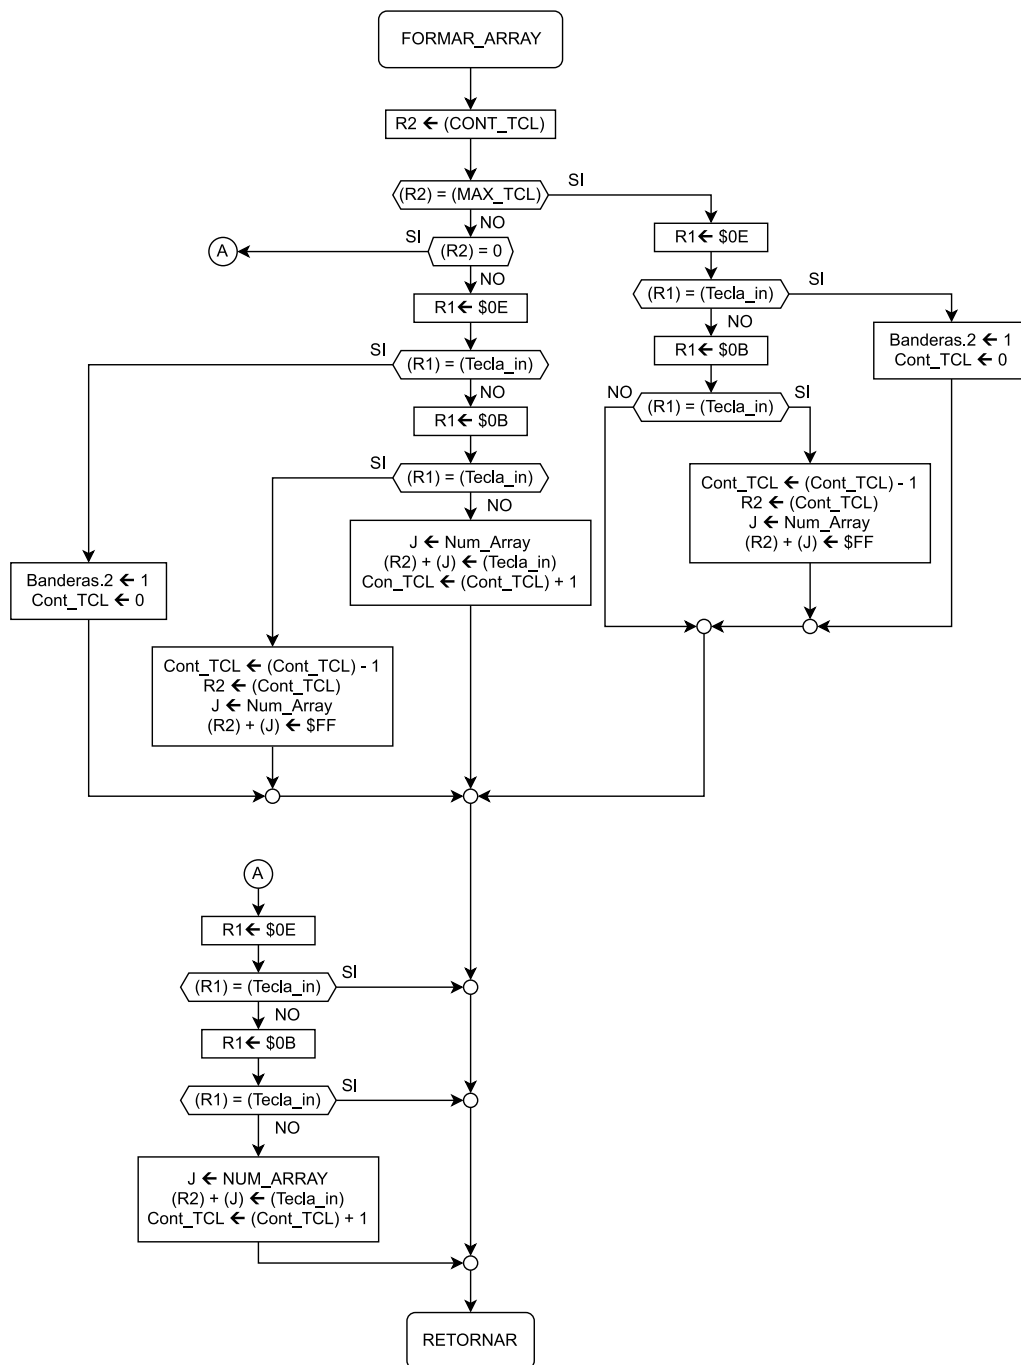 FORMAR_ARRAY
R2 ← (CONT_TCL)
(R2) = (MAX_TCL)
SI
NO
(R2) = 0
SI
A
NO
R1 ← $0E
(R1) = (Tecla_in)
SI
NO
R1 ← $0B
(R1) = (Tecla_in)
SI
NO
J ← Num_Array
(R2) + (J) ← (Tecla_in)
Con_TCL ← (Cont_TCL) + 1
Banderas.2 ← 1
Cont_TCL ← 0
Cont_TCL ← (Cont_TCL) - 1
R2 ← (Cont_TCL)
J ← Num_Array
(R2) + (J) ← $FF
R1 ← $0E
(R1) = (Tecla_in)
SI
NO
R1 ← $0B
(R1) = (Tecla_in)
NO
SI
Banderas.2 ← 1
Cont_TCL ← 0
Cont_TCL ← (Cont_TCL) - 1
R2 ← (Cont_TCL)
J ← Num_Array
(R2) + (J) ← $FF
A
R1 ← $0E
(R1) = (Tecla_in)
SI
NO
R1 ← $0B
(R1) = (Tecla_in)
SI
NO
J ← NUM_ARRAY
(R2) + (J) ← (Tecla_in)
Cont_TCL ← (Cont_TCL) + 1
RETORNAR